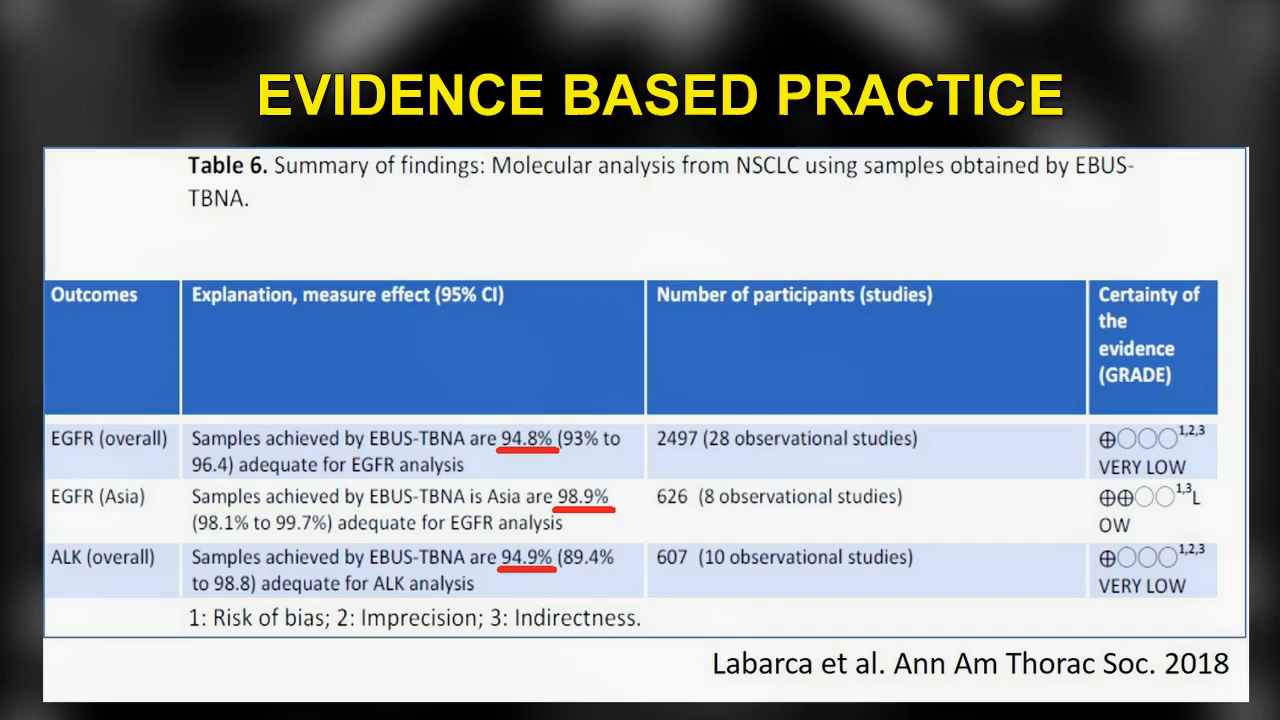 EVIDENCE BASED PRACTICE
Table 6. Summary of findings: Molecular analysis from NSCLC using samples obtained by EBUS-
TBNA.
Outcomes
Explanation, measure effect (95% CI)
Number of participants (studies)
Certainty of
the
evidence
(GRADE)
EGFR (overall)
Samples achieved by EBUS-TBNA are 94.8% (93% to
96.4) adequate for EGFR analysis
2497 (28 observational studies)
⊕◯◯◯1,2,3
VERY LOW
EGFR (Asia)
Samples achieved by EBUS-TBNA is Asia are 98.9%
(98.1% to 99.7%) adequate for EGFR analysis
626 (8 observational studies)
⊕⊕◯◯1,3L
OW
ALK (overall)
Samples achieved by EBUS-TBNA are 94.9% (89.4%
to 98.8) adequate for ALK analysis
607 (10 observational studies)
⊕◯◯◯1,2,3
VERY LOW
1: Risk of bias; 2: Imprecision; 3: Indirectness.
Labarca et al. Ann Am Thorac Soc. 2018